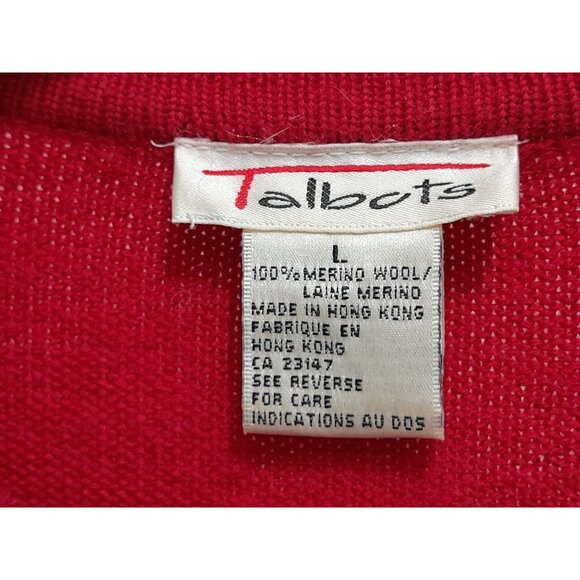 Talbots
L
100% MERINO WOOL/
LAINE MERINO
MADE IN HONG KONG
FABRIQUE EN
HONG KONG
CA 23147
SEE REVERSE
FOR CARE
INDICATIONS AU DOS